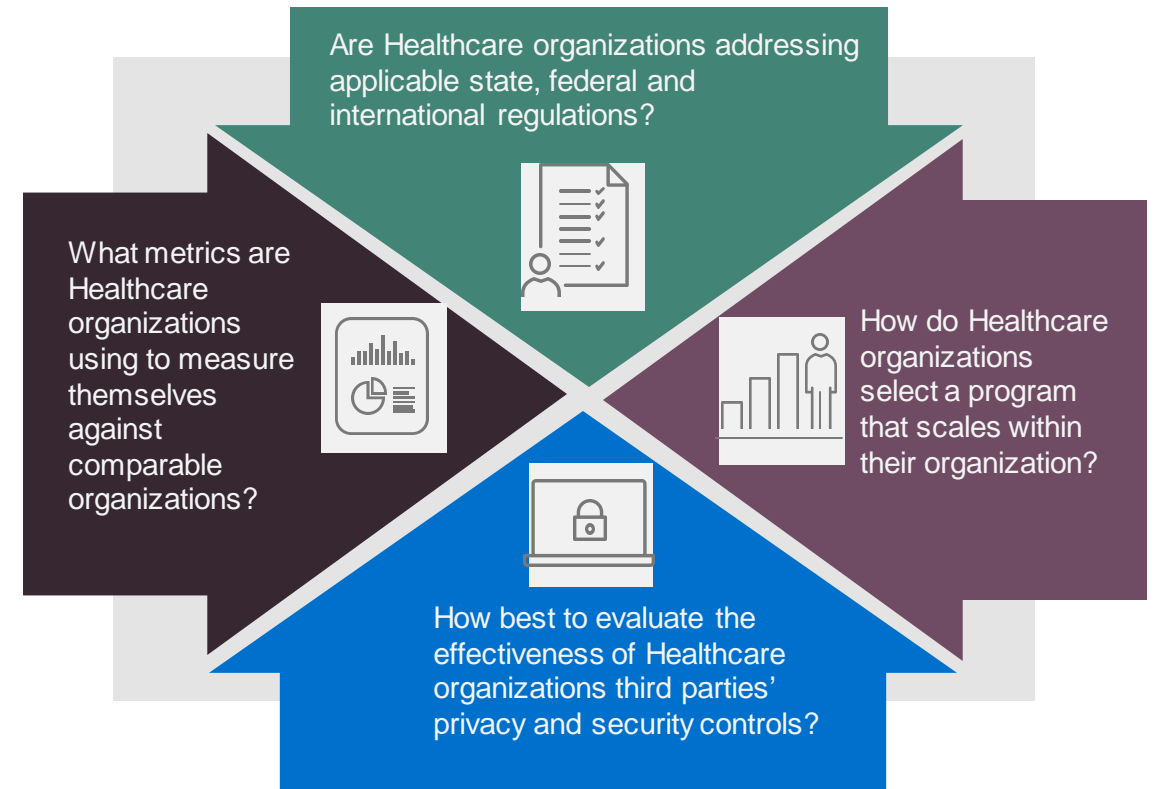 Are Healthcare organizations addressing
applicable state, federal and
international regulations?
What metrics are
Healthcare
organizations
using to measure
themselves
against
comparable
organizations?
How do Healthcare
organizations
select a program
that scales within
their organization?
How best to evaluate the
effectiveness of Healthcare
organizations third parties’
privacy and security controls?